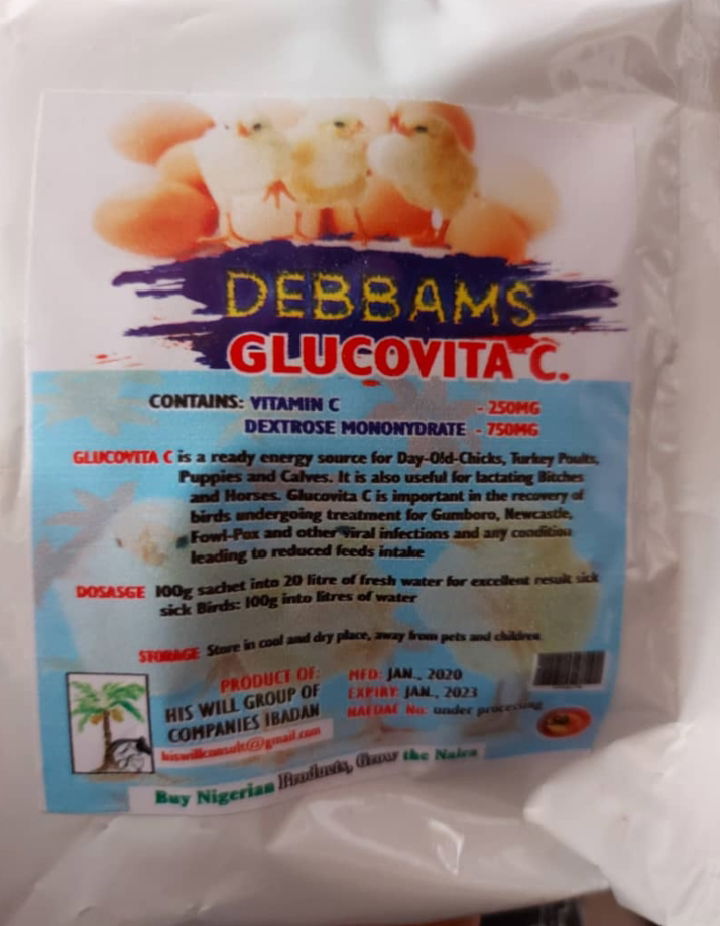 DEBBAMS
GLUCOVITA C.
CONTAINS: VITAMIN C - 250MG
DEXTROSE MONONYDRATE - 750MG
GLUCOVITA C is a ready energy source for Day-Old-Chicks, Turkey Poults,
Puppies and Calves. It is also useful for lactating Bitches
and Horses. Glucovita C is important in the recovery of
birds undergoing treatment for Gumboro, Newcastle,
Fowl-Pox and other viral infections and any condition
leading to reduced feeds intake
DOSASGE 100g sachet into 20 litre of fresh water for excellent result sick
sick Birds: 100g into litres of water
STORAGE Store in cool and dry place, away from pets and children.
PRODUCT OF:
HIS WILL GROUP OF
COMPANIES IBADAN
hiswillconsult@gmail.com
MFD: JAN., 2020
EXPIRY: JAN., 2023
NAFDAC No: under processing
Buy Nigerian Products, Grow the Naira